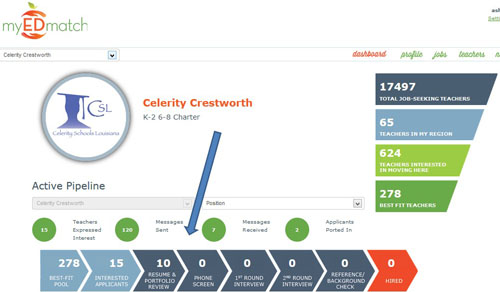 myEDmatch
Celerity Crestworth
dashboard profile jobs teachers
CSL
Celerity Schools Louisiana
Celerity Crestworth
K-2 6-8 Charter
17497
TOTAL JOB-SEEKING TEACHERS
65
TEACHERS IN MY REGION
624
TEACHERS INTERESTED
IN MOVING HERE
278
BEST FIT TEACHERS
Active Pipeline
Celerity Crestworth
Position
15
Teachers
Expressed
Interest
120
Messages
Sent
7
Messages
Received
2
Applicants
Ported In
278
BEST-FIT
POOL
15
INTERESTED
APPLICANTS
10
RESUME &
PORTFOLIO
REVIEW
0
PHONE
SCREEN
0
1ST ROUND
INTERVIEW
0
2ND ROUND
INTERVIEW
0
REFERENCE/
BACKGROUND
CHECK
0
HIRED